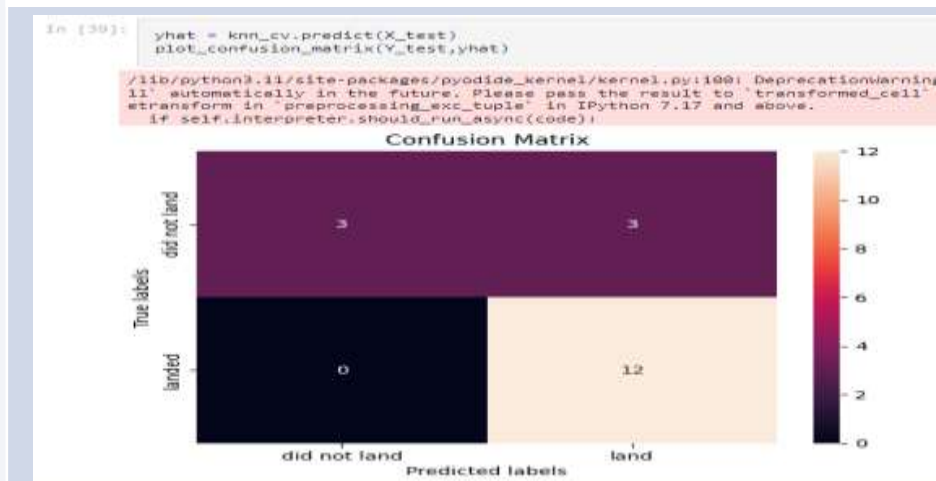 In [39]:
yhat = knn_cv.predict(X_test)
plot_confusion_matrix(Y_test,yhat)
/lib/python3.11/site-packages/pyodide_kernel/kernel.py:100: DeprecationWarning
ll` automatically in the future. Please pass the result to `transformed_cell`
etransform in `preprocessing_exc_tuple` in IPython 7.17 and above.
if self.interpreter.should_run_async(code):
Confusion Matrix
True labels
did not land
landed
3
3
0
12
did not land
land
Predicted labels
12
10
8
6
4
2
0